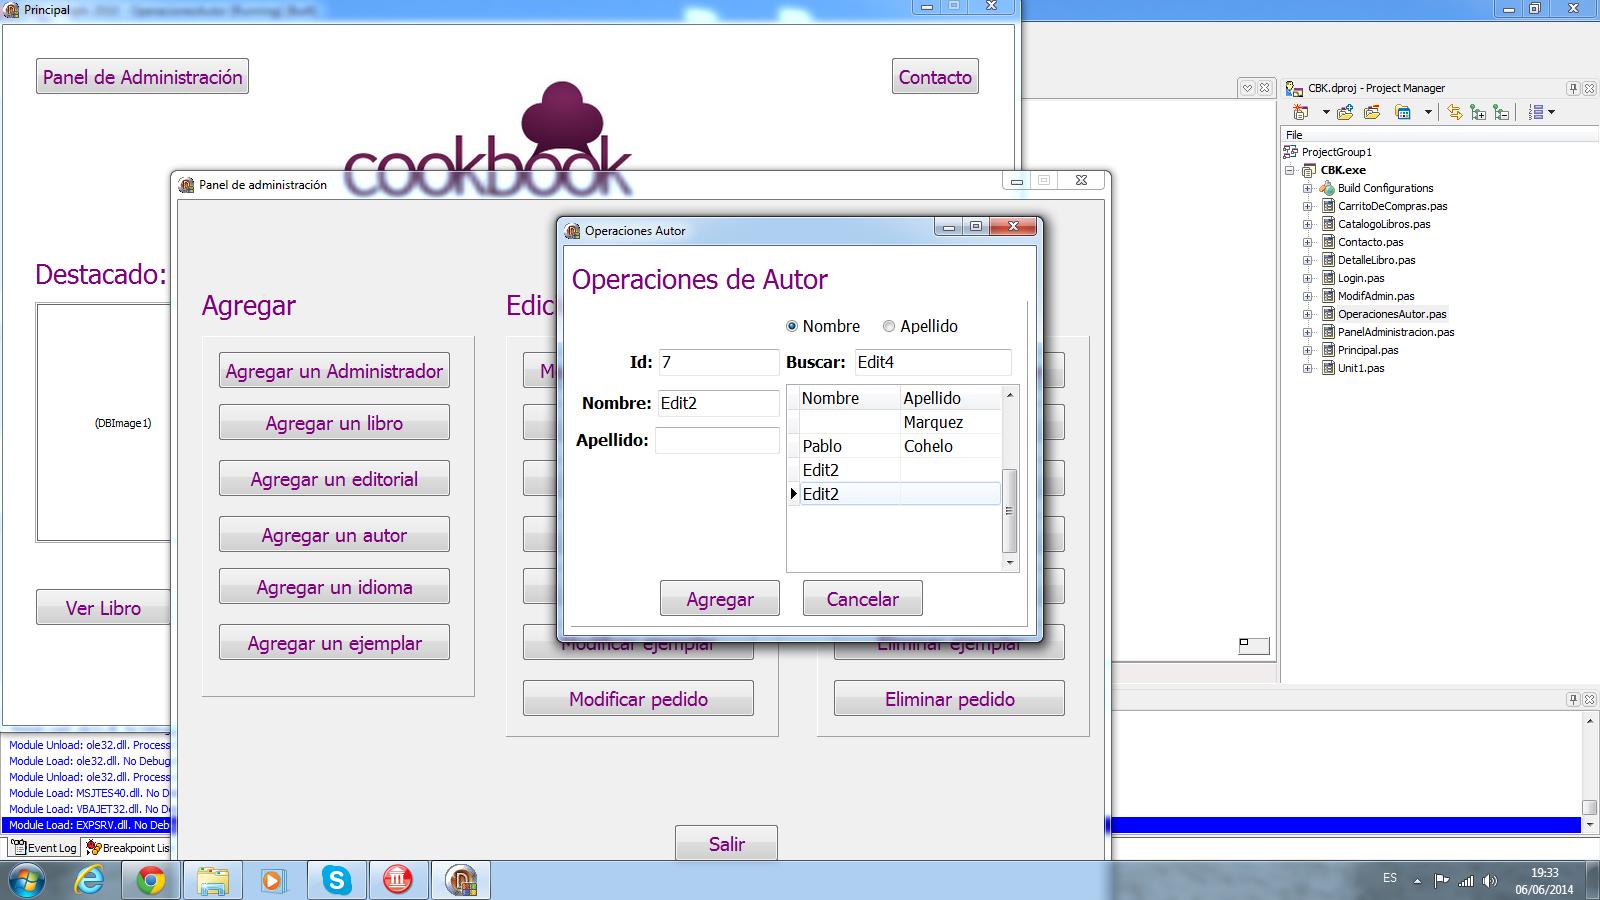 Principal
Panel de Administración
Contacto
cookbook
Destacado:
(DBImage1)
Ver Libro
Panel de administración
Agregar
Agregar un Administrador
Agregar un libro
Agregar un editorial
Agregar un autor
Agregar un idioma
Agregar un ejemplar
Edic
M
Modificar ejemplar
Modificar pedido
Eliminar ejemplar
Eliminar pedido
Salir
Operaciones Autor
Operaciones de Autor
Nombre
Apellido
Id: 7
Buscar: Edit4
Nombre: Edit2
Apellido:
Nombre Apellido
Marquez
Pablo Cohelo
Edit2
Edit2
Agregar
Cancelar
CBK.dproj - Project Manager
File
ProjectGroup1
CBK.exe
Build Configurations
CarritoDeCompras.pas
CatalogoLibros.pas
Contacto.pas
DetalleLibro.pas
Login.pas
ModifAdmin.pas
OperacionesAutor.pas
PanelAdministracion.pas
Principal.pas
Unit1.pas
Module Unload: ole32.dll. Process
Module Load: ole32.dll. No Debug
Module Unload: ole32.dll. Process
Module Load: MSJTES40.dll. No D
Module Load: VBAJET32.dll. No De
Module Load: EXPSRV.dll. No Deb
Event Log
Breakpoint Lis
ES
19:33
06/06/2014